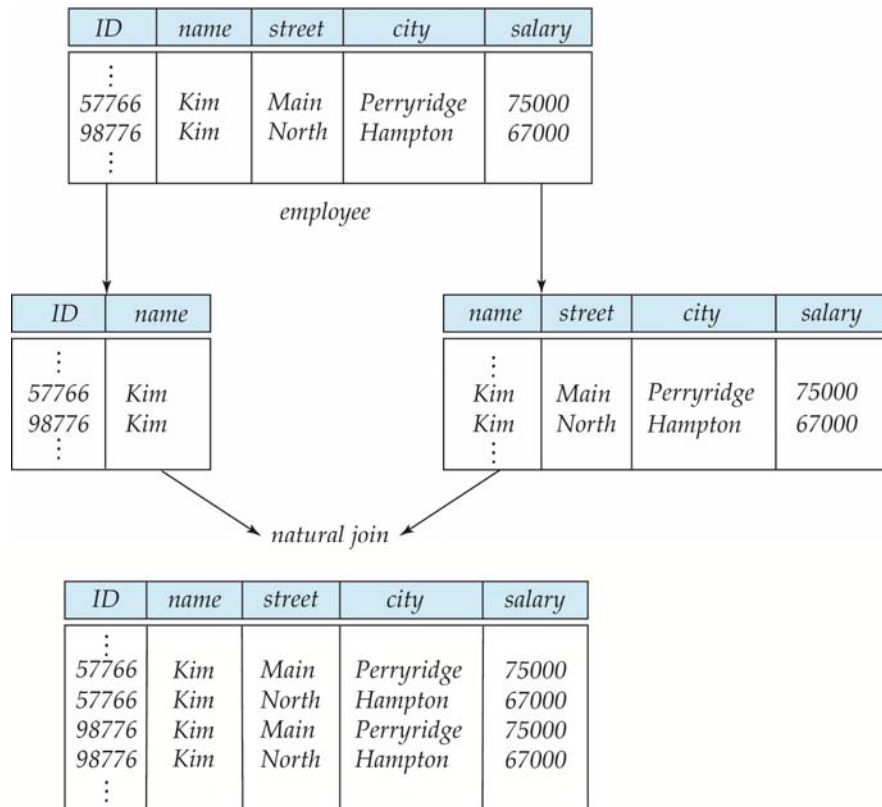 ID name street city salary
⋮
57766 Kim Main Perryridge 75000
98776 Kim North Hampton 67000
⋮
employee
ID name
⋮
57766 Kim
98776 Kim
⋮
name street city salary
⋮
Kim Main Perryridge 75000
Kim North Hampton 67000
⋮
natural join
ID name street city salary
⋮
57766 Kim Main Perryridge 75000
57766 Kim North Hampton 67000
98776 Kim Main Perryridge 75000
98776 Kim North Hampton 67000
⋮